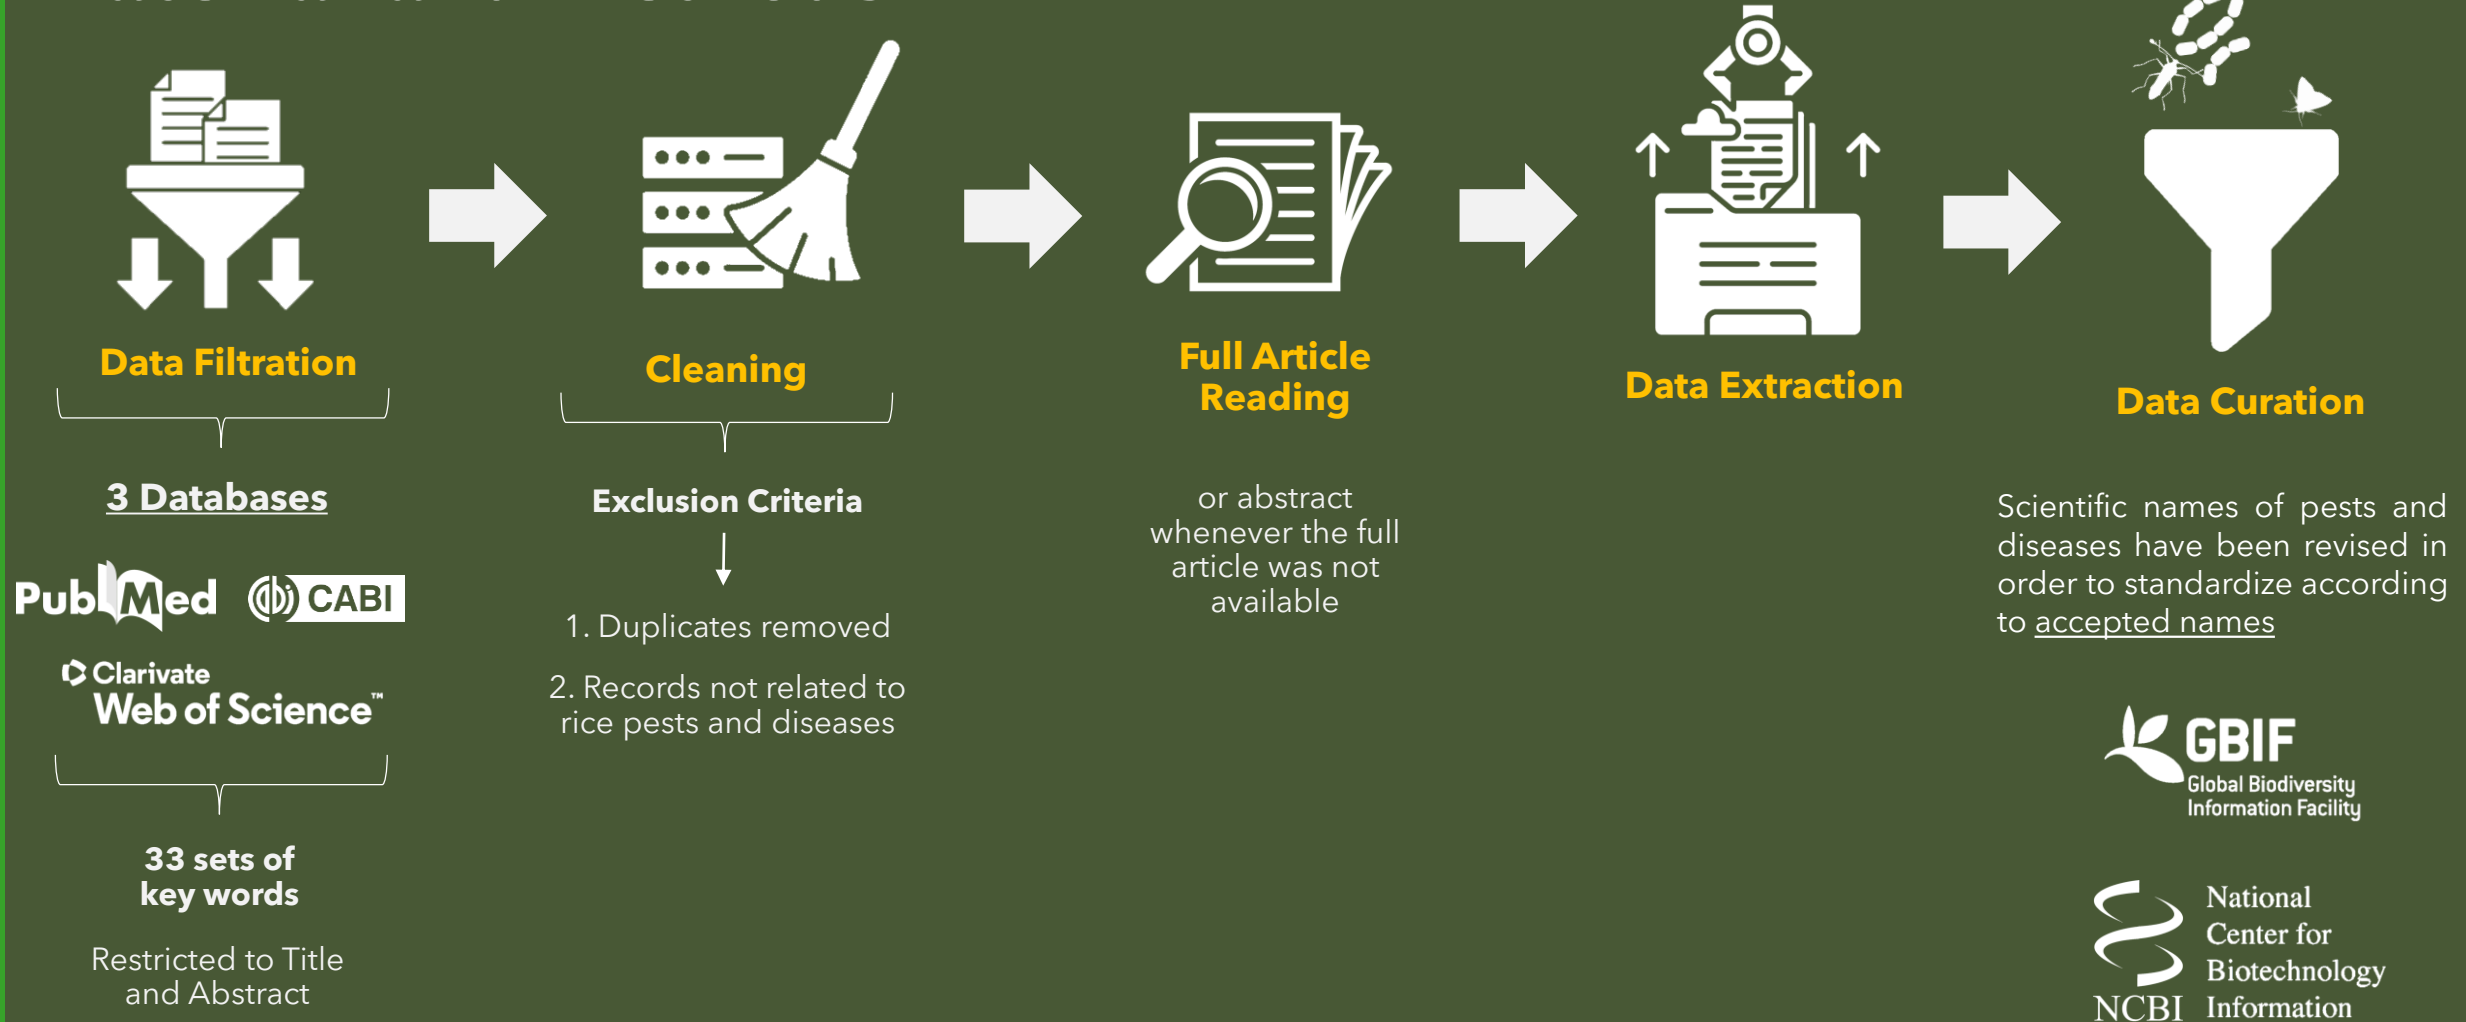 Data Filtration
3 Databases
PubMed
cabi CABI
Clarivate
Web of Science™
33 sets of
key words
Restricted to Title
and Abstract
Cleaning
Exclusion Criteria
1. Duplicates removed
2. Records not related to
rice pests and diseases
Full Article
Reading
or abstract
whenever the full
article was not
available
Data Extraction
Data Curation
Scientific names of pests and
diseases have been revised in
order to standardize according
to accepted names
GBIF
Global Biodiversity
Information Facility
National
Center for
Biotechnology
NCBI Information